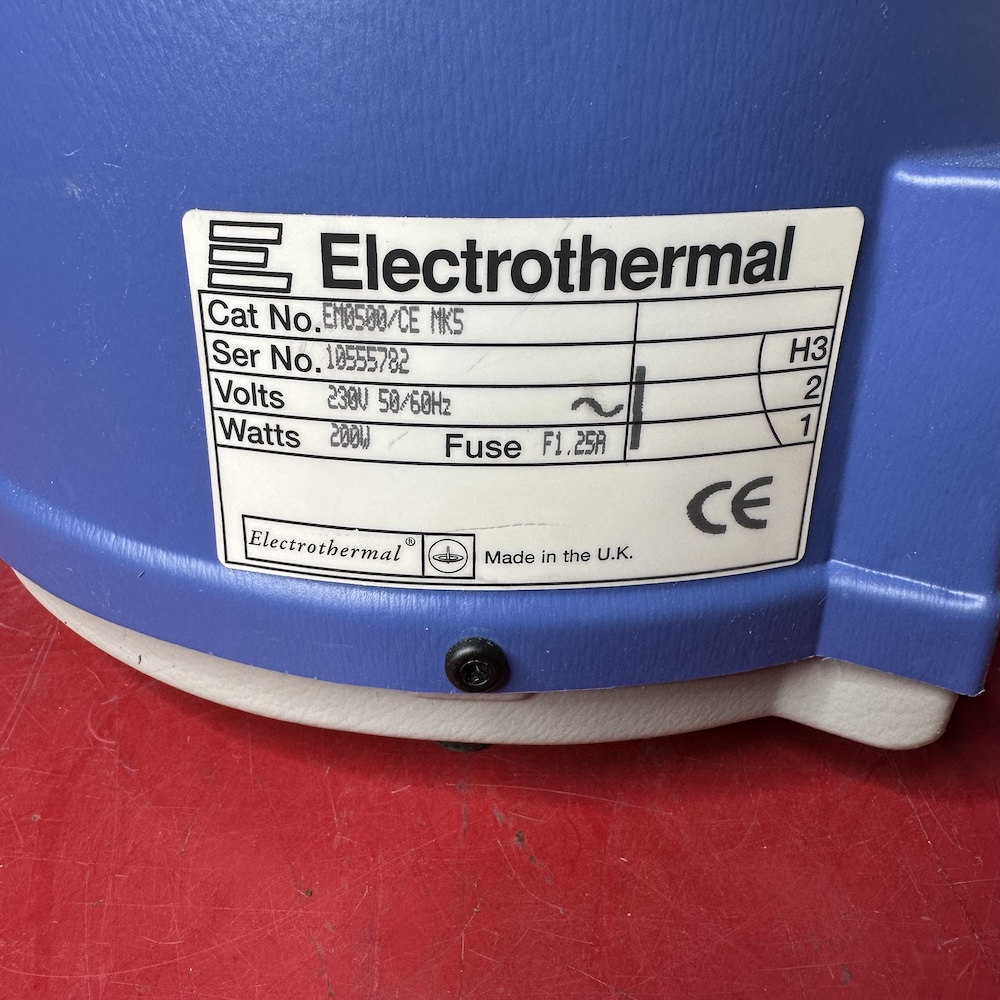 Electrothermal
Cat No. EM0500/CE MK5
Ser No. 10555782 H3
Volts 230V 50/60Hz ~ 2
Watts 200W Fuse F1.25A 1
CE
Electrothermal® Made in the U.K.